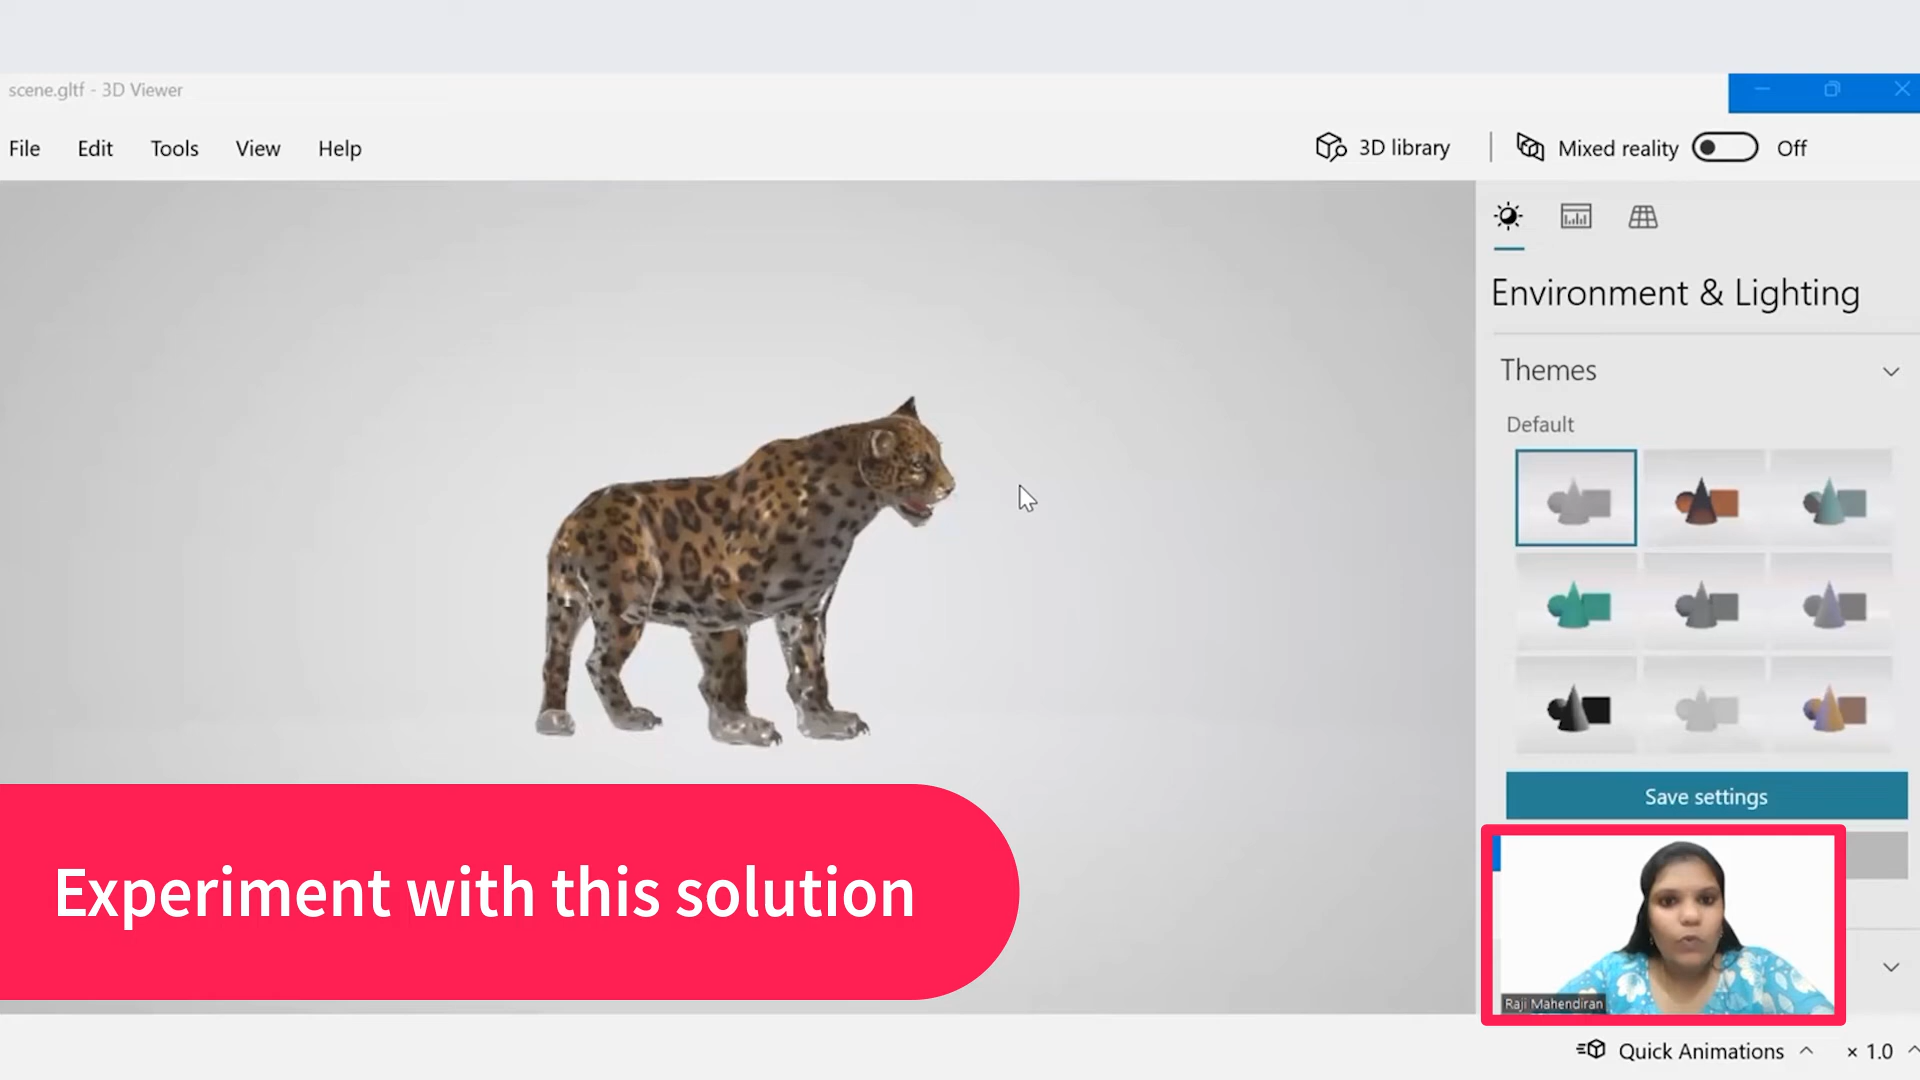 scene.gltf - 3D Viewer
File Edit Tools View Help
3D library
Mixed reality Off
Environment & Lighting
Themes
Default
Save settings
Experiment with this solution
Raji Mahendiran
Quick Animations × 1.0